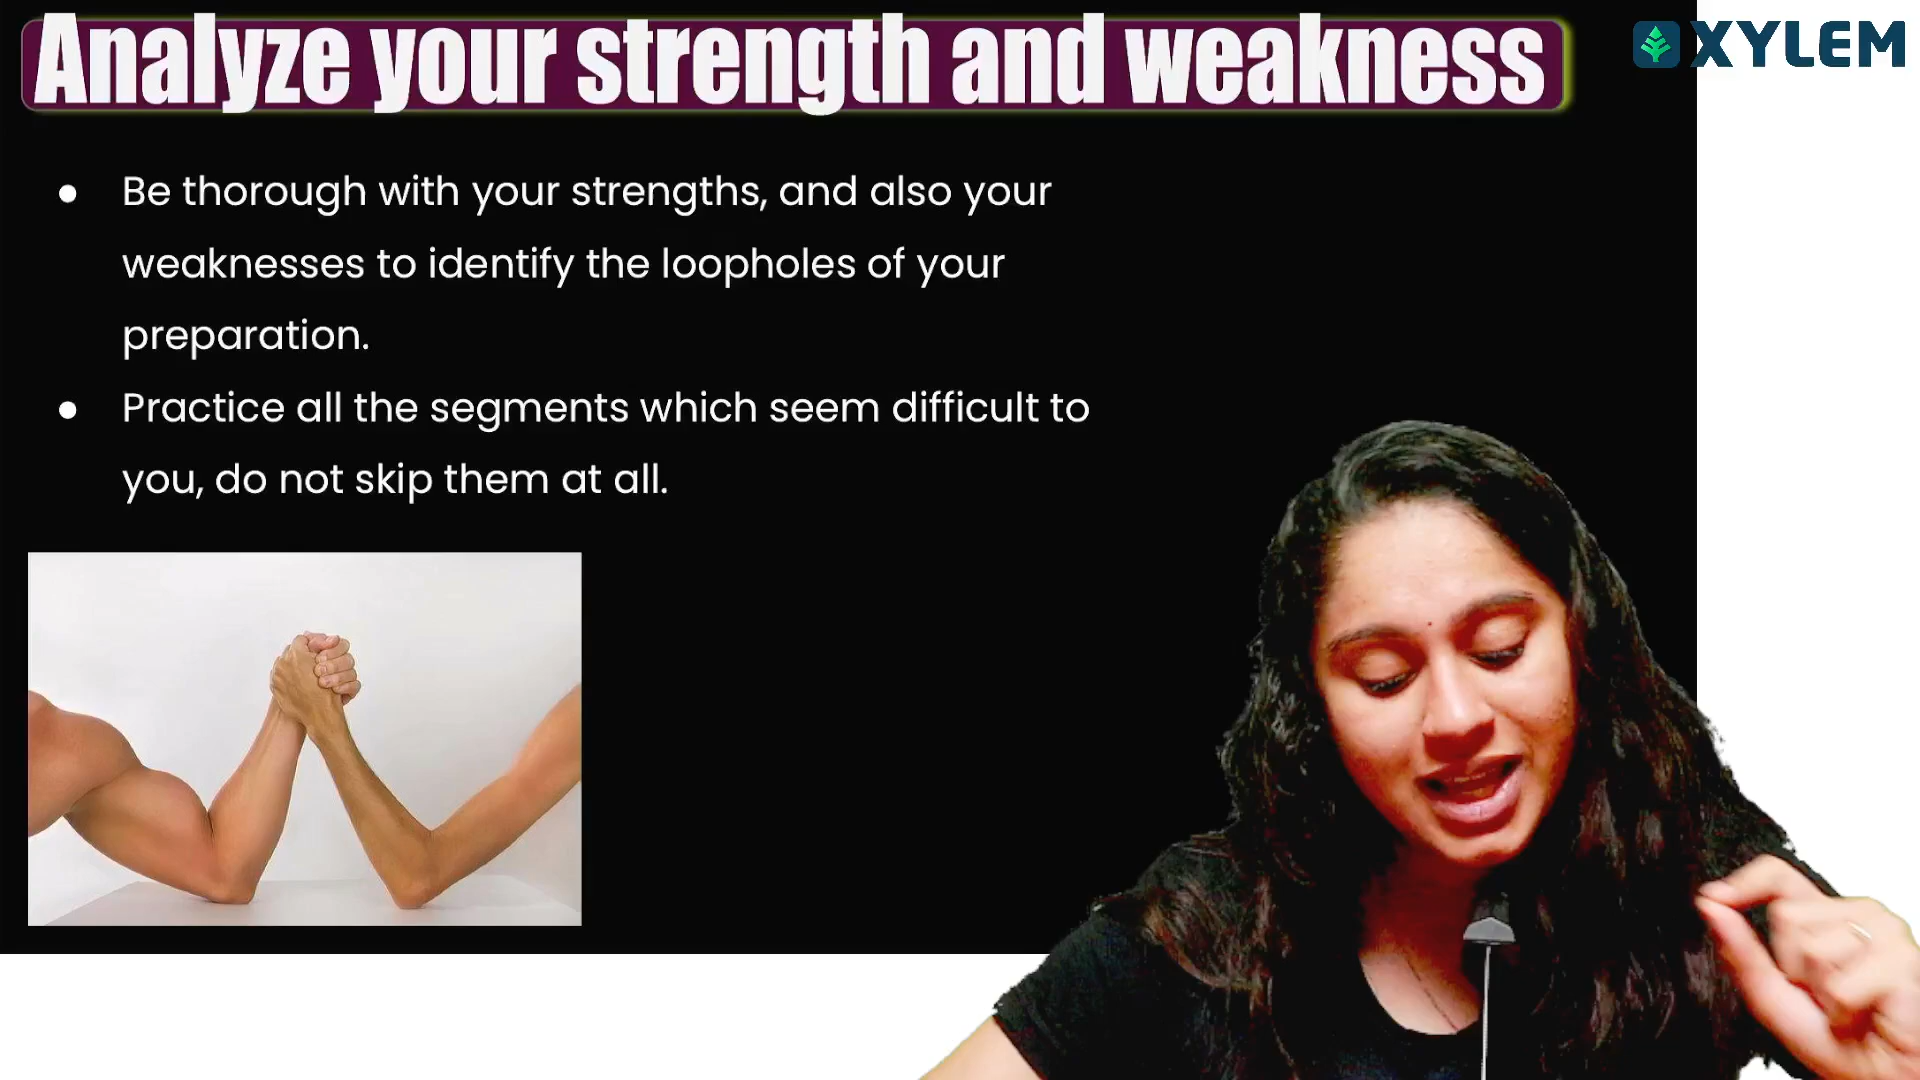 Analyze your strength and weakness
XYLEM
● Be thorough with your strengths, and also your
weaknesses to identify the loopholes of your
preparation.
● Practice all the segments which seem difficult to
you, do not skip them at all.